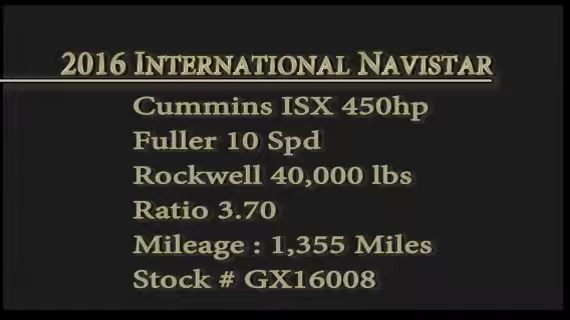 2016 International Navistar
Cummins ISX 450hp
Fuller 10 Spd
Rockwell 40,000 lbs
Ratio 3.70
Mileage : 1,355 Miles
Stock # GX16008